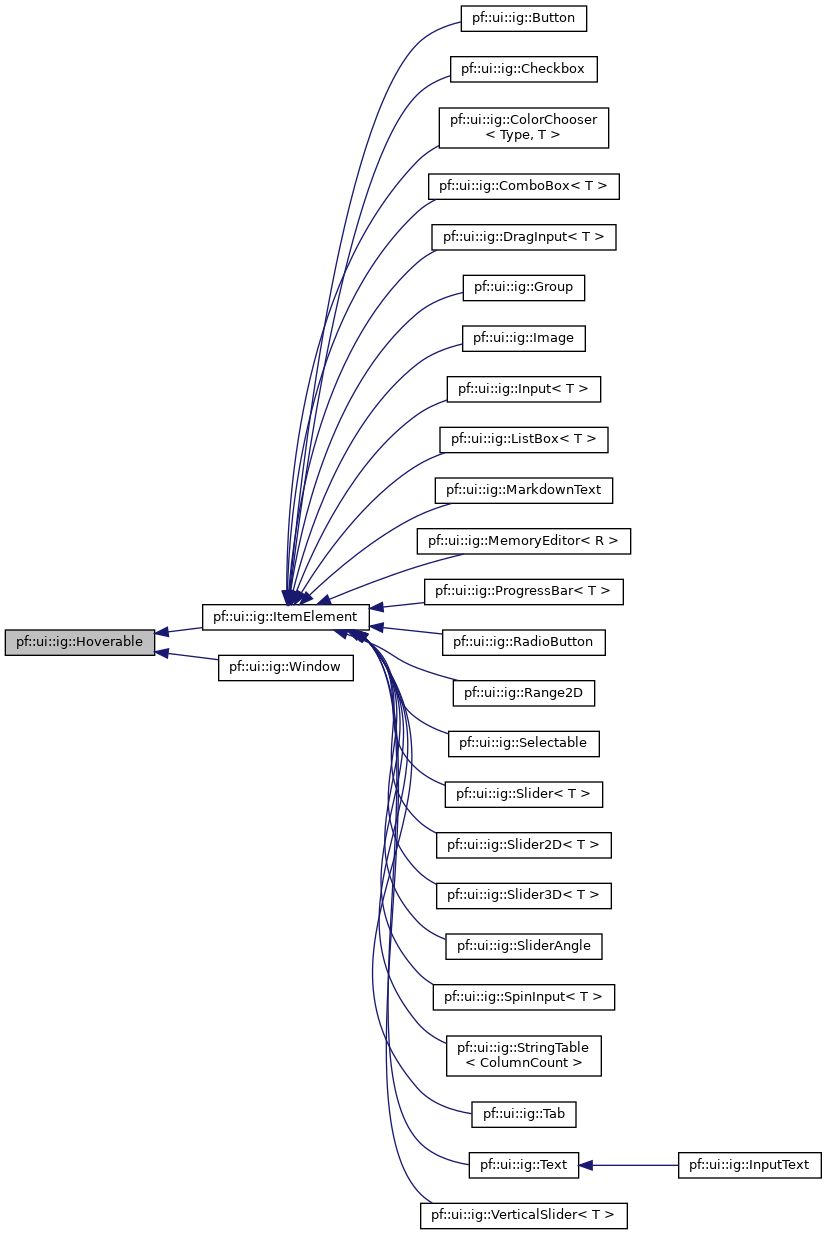 pf::ui::ig::Button
pf::ui::ig::Checkbox
pf::ui::ig::ColorChooser
< Type, T >
pf::ui::ig::ComboBox< T >
pf::ui::ig::DragInput< T >
pf::ui::ig::Group
pf::ui::ig::Image
pf::ui::ig::Input< T >
pf::ui::ig::ListBox< T >
pf::ui::ig::MarkdownText
pf::ui::ig::MemoryEditor< R >
pf::ui::ig::ProgressBar< T >
pf::ui::ig::ItemElement
pf::ui::ig::Hoverable
pf::ui::ig::RadioButton
pf::ui::ig::Window
pf::ui::ig::Range2D
pf::ui::ig::Selectable
pf::ui::ig::Slider< T >
pf::ui::ig::Slider2D< T >
pf::ui::ig::Slider3D< T >
pf::ui::ig::SliderAngle
pf::ui::ig::SpinInput< T >
pf::ui::ig::StringTable
< ColumnCount >
pf::ui::ig::Tab
pf::ui::ig::Text
pf::ui::ig::InputText
pf::ui::ig::VerticalSlider< T >